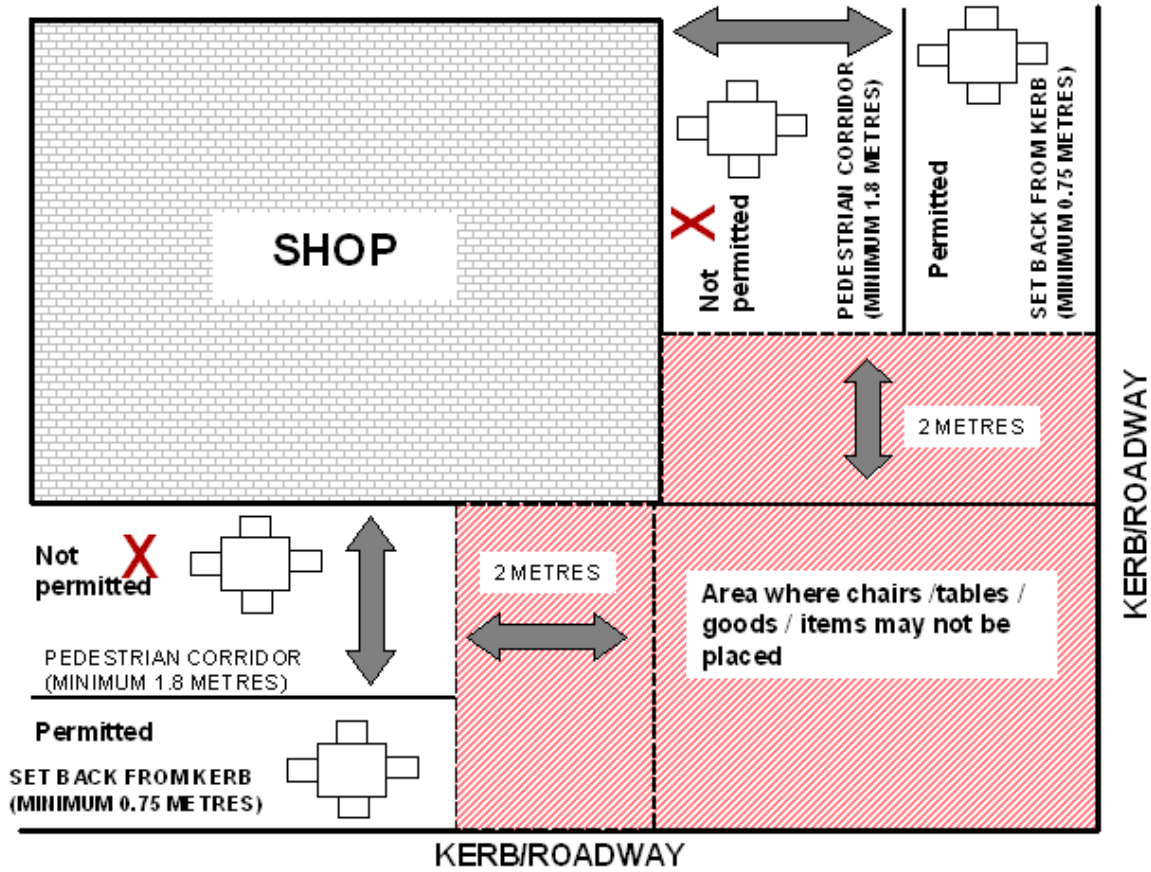 SHOP
Not
permitted
X
PEDESTRIAN CORRIDOR
(MINIMUM 1.8 METRES)
Permitted
SET BACK FROM KERB
(MINIMUM 0.75 METRES)
2 METRES
KERB/ROADWAY
Not
permitted
X
2 METRES
Area where chairs /tables /
goods / items may not be
placed
PEDESTRIAN CORRIDOR
(MINIMUM 1.8 METRES)
Permitted
SET BACK FROM KERB
(MINIMUM 0.75 METRES)
KERB/ROADWAY